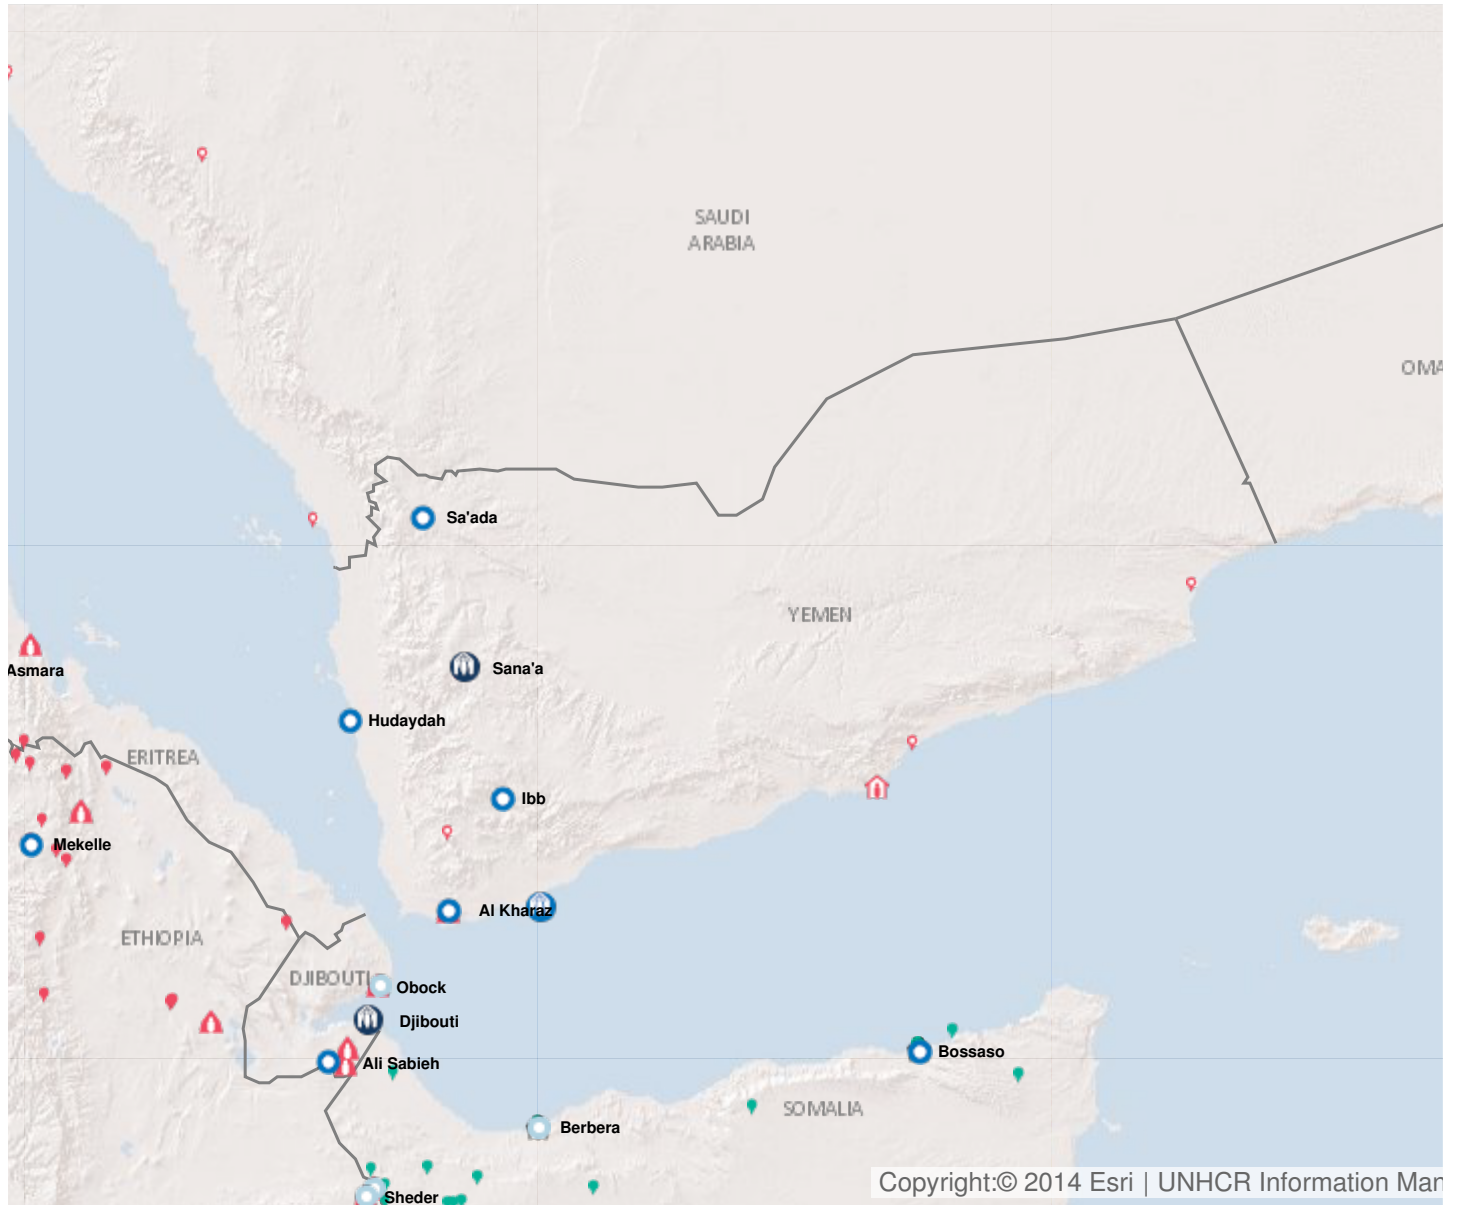 SAUDI
ARABIA
OMA
Sa'ada
YEMEN
Asmara
Sana'a
Hudaydah
ERITREA
Ibb
Mekelle
Al Kharaz
ETHIOPIA
DJIBOUTI
Obock
Djibouti
Bossaso
Ali Sabieh
SOMALIA
Berbera
Copyright:© 2014 Esri | UNHCR Information Man
Sheder